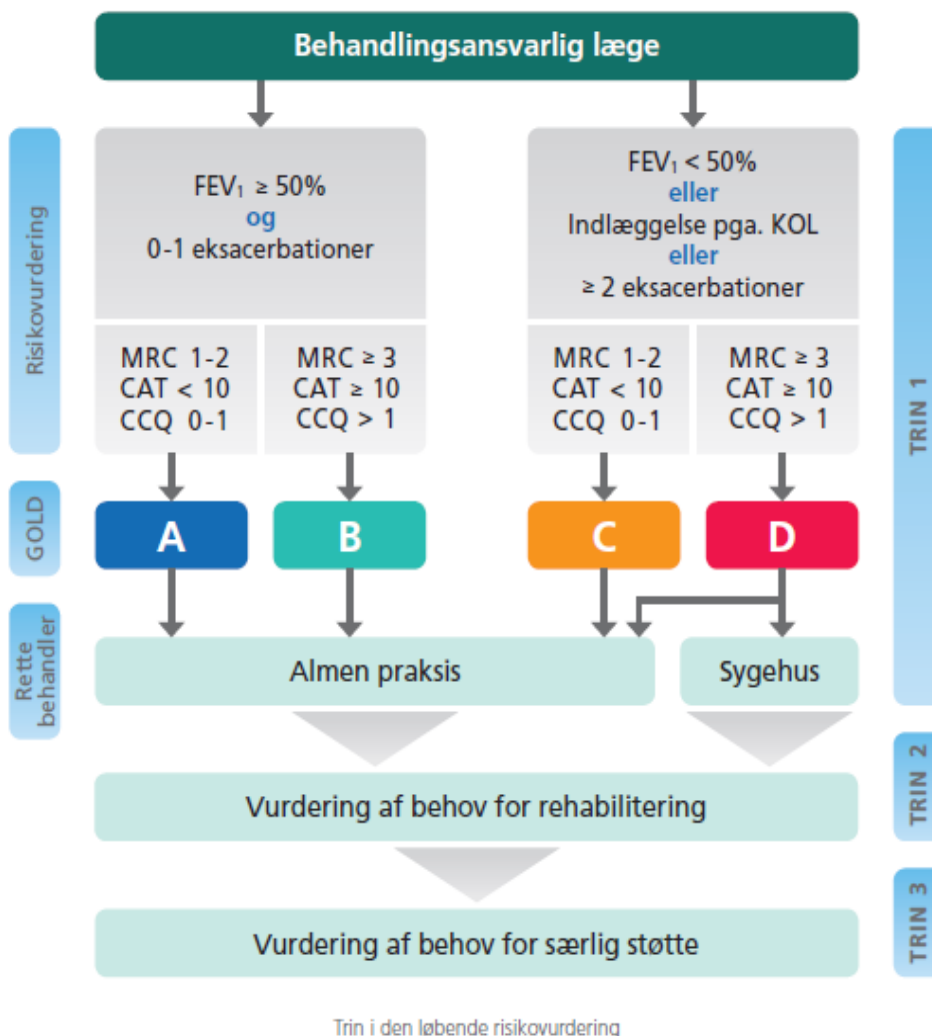 Behandlingsansvarlig læge
Risikovurdering
FEV₁ ≥ 50%
og
0-1 eksacerbationer
FEV₁ < 50%
eller
Indlæggelse pga. KOL
eller
≥ 2 eksacerbationer
MRC 1-2
CAT < 10
CCQ 0-1
MRC ≥ 3
CAT ≥ 10
CCQ > 1
MRC 1-2
CAT < 10
CCQ 0-1
MRC ≥ 3
CAT ≥ 10
CCQ > 1
TRIN 1
GOLD
A
B
C
D
Rette
behandler
Almen praksis
Sygehus
Vurdering af behov for rehabilitering
TRIN 2
Vurdering af behov for særlig støtte
TRIN 3
Trin i den løbende risikovurdering